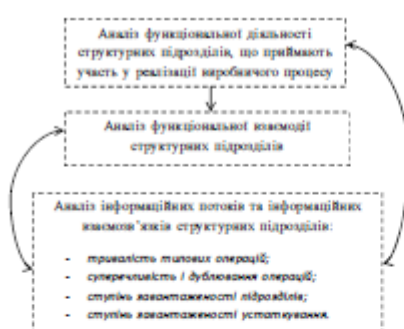 Аналіз функціональної діяльності
структурних підрозділів, що приймають
участь у реалізації виробничого процесу
Аналіз функціональної взаємодії
структурних підрозділів
Аналіз інформаційних потоків та інформаційних
взаємозв'язків структурних підрозділів:
- тривалість типових операцій;
- суперечливість і дублювання операцій;
- ступінь завантаженості підрозділів;
- ступінь завантаженості устаткування.